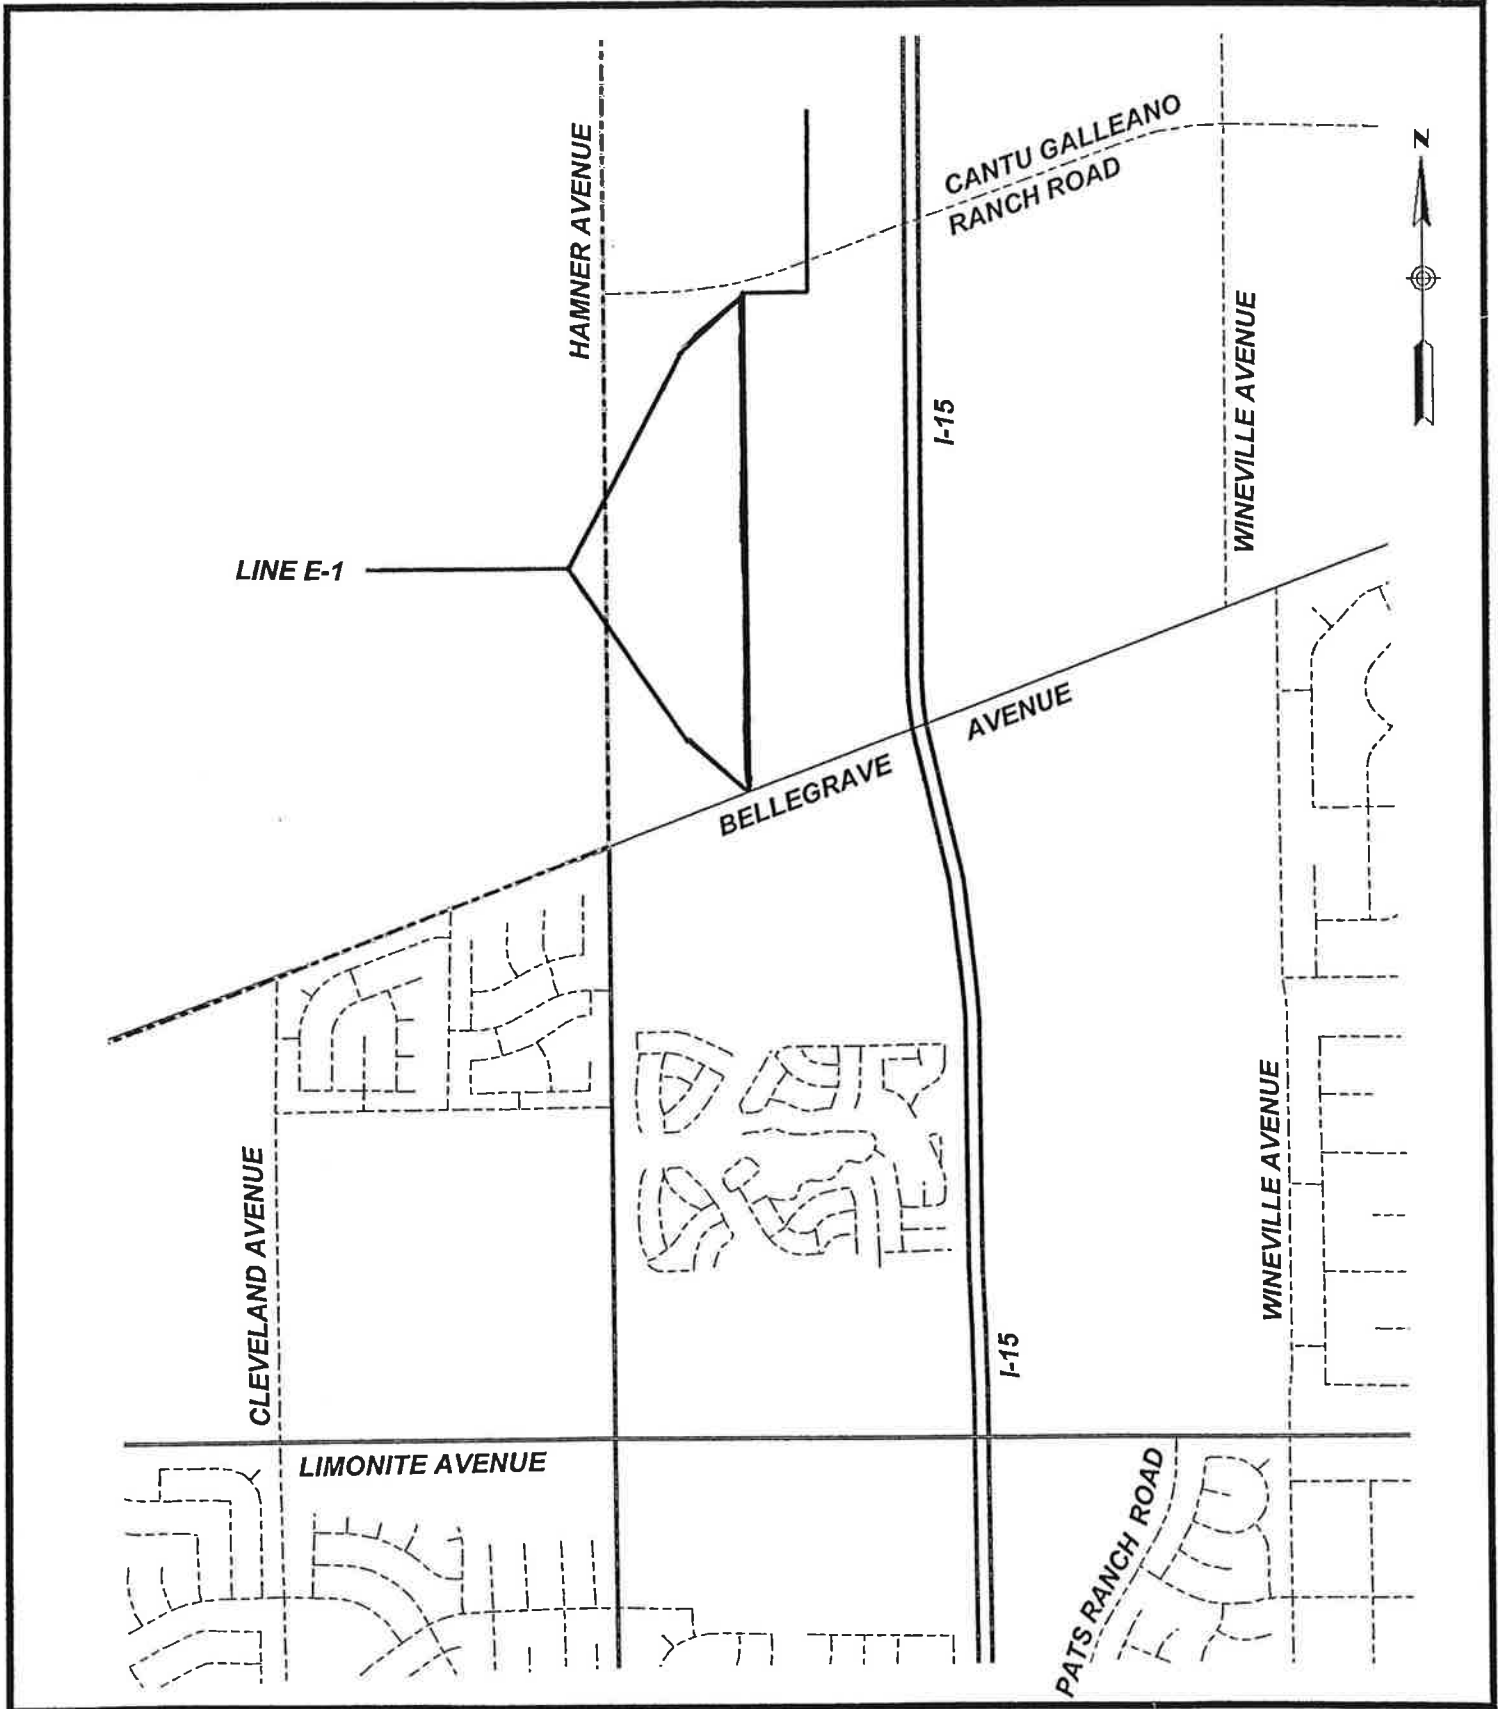 HAMNER AVENUE
CANTU GALLEANO
RANCH ROAD
N
I-15
WINEVILLE AVENUE
LINE E-1
BELLEGRAVE
AVENUE
CLEVELAND AVENUE
WINEVILLE AVENUE
I-15
LIMONITE AVENUE
PATS RANCH ROAD